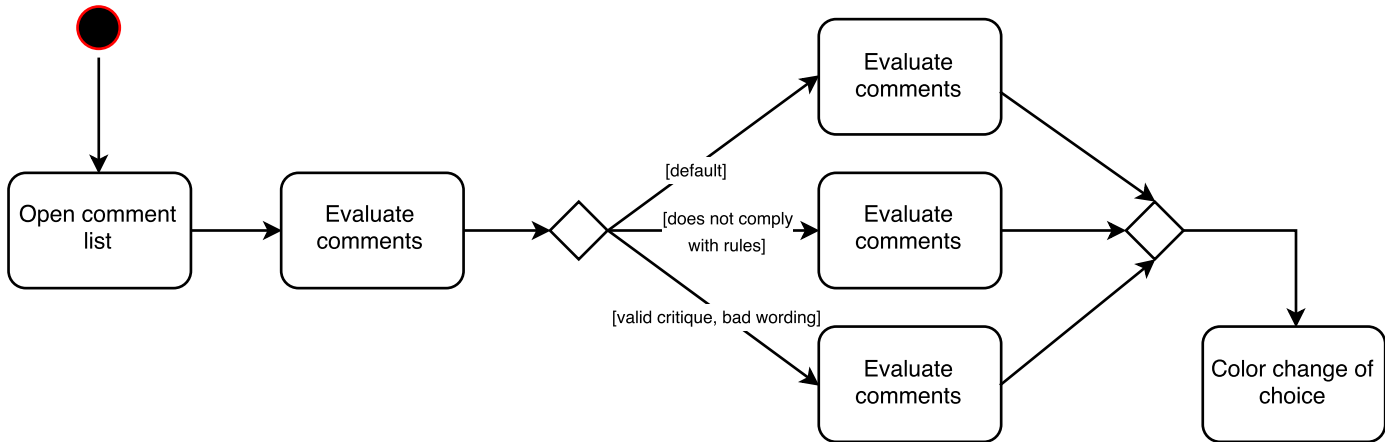 Open comment
list
Evaluate
comments
[default]
[does not comply
with rules]
[valid critique, bad wording]
Evaluate
comments
Evaluate
comments
Evaluate
comments
Color change of
choice